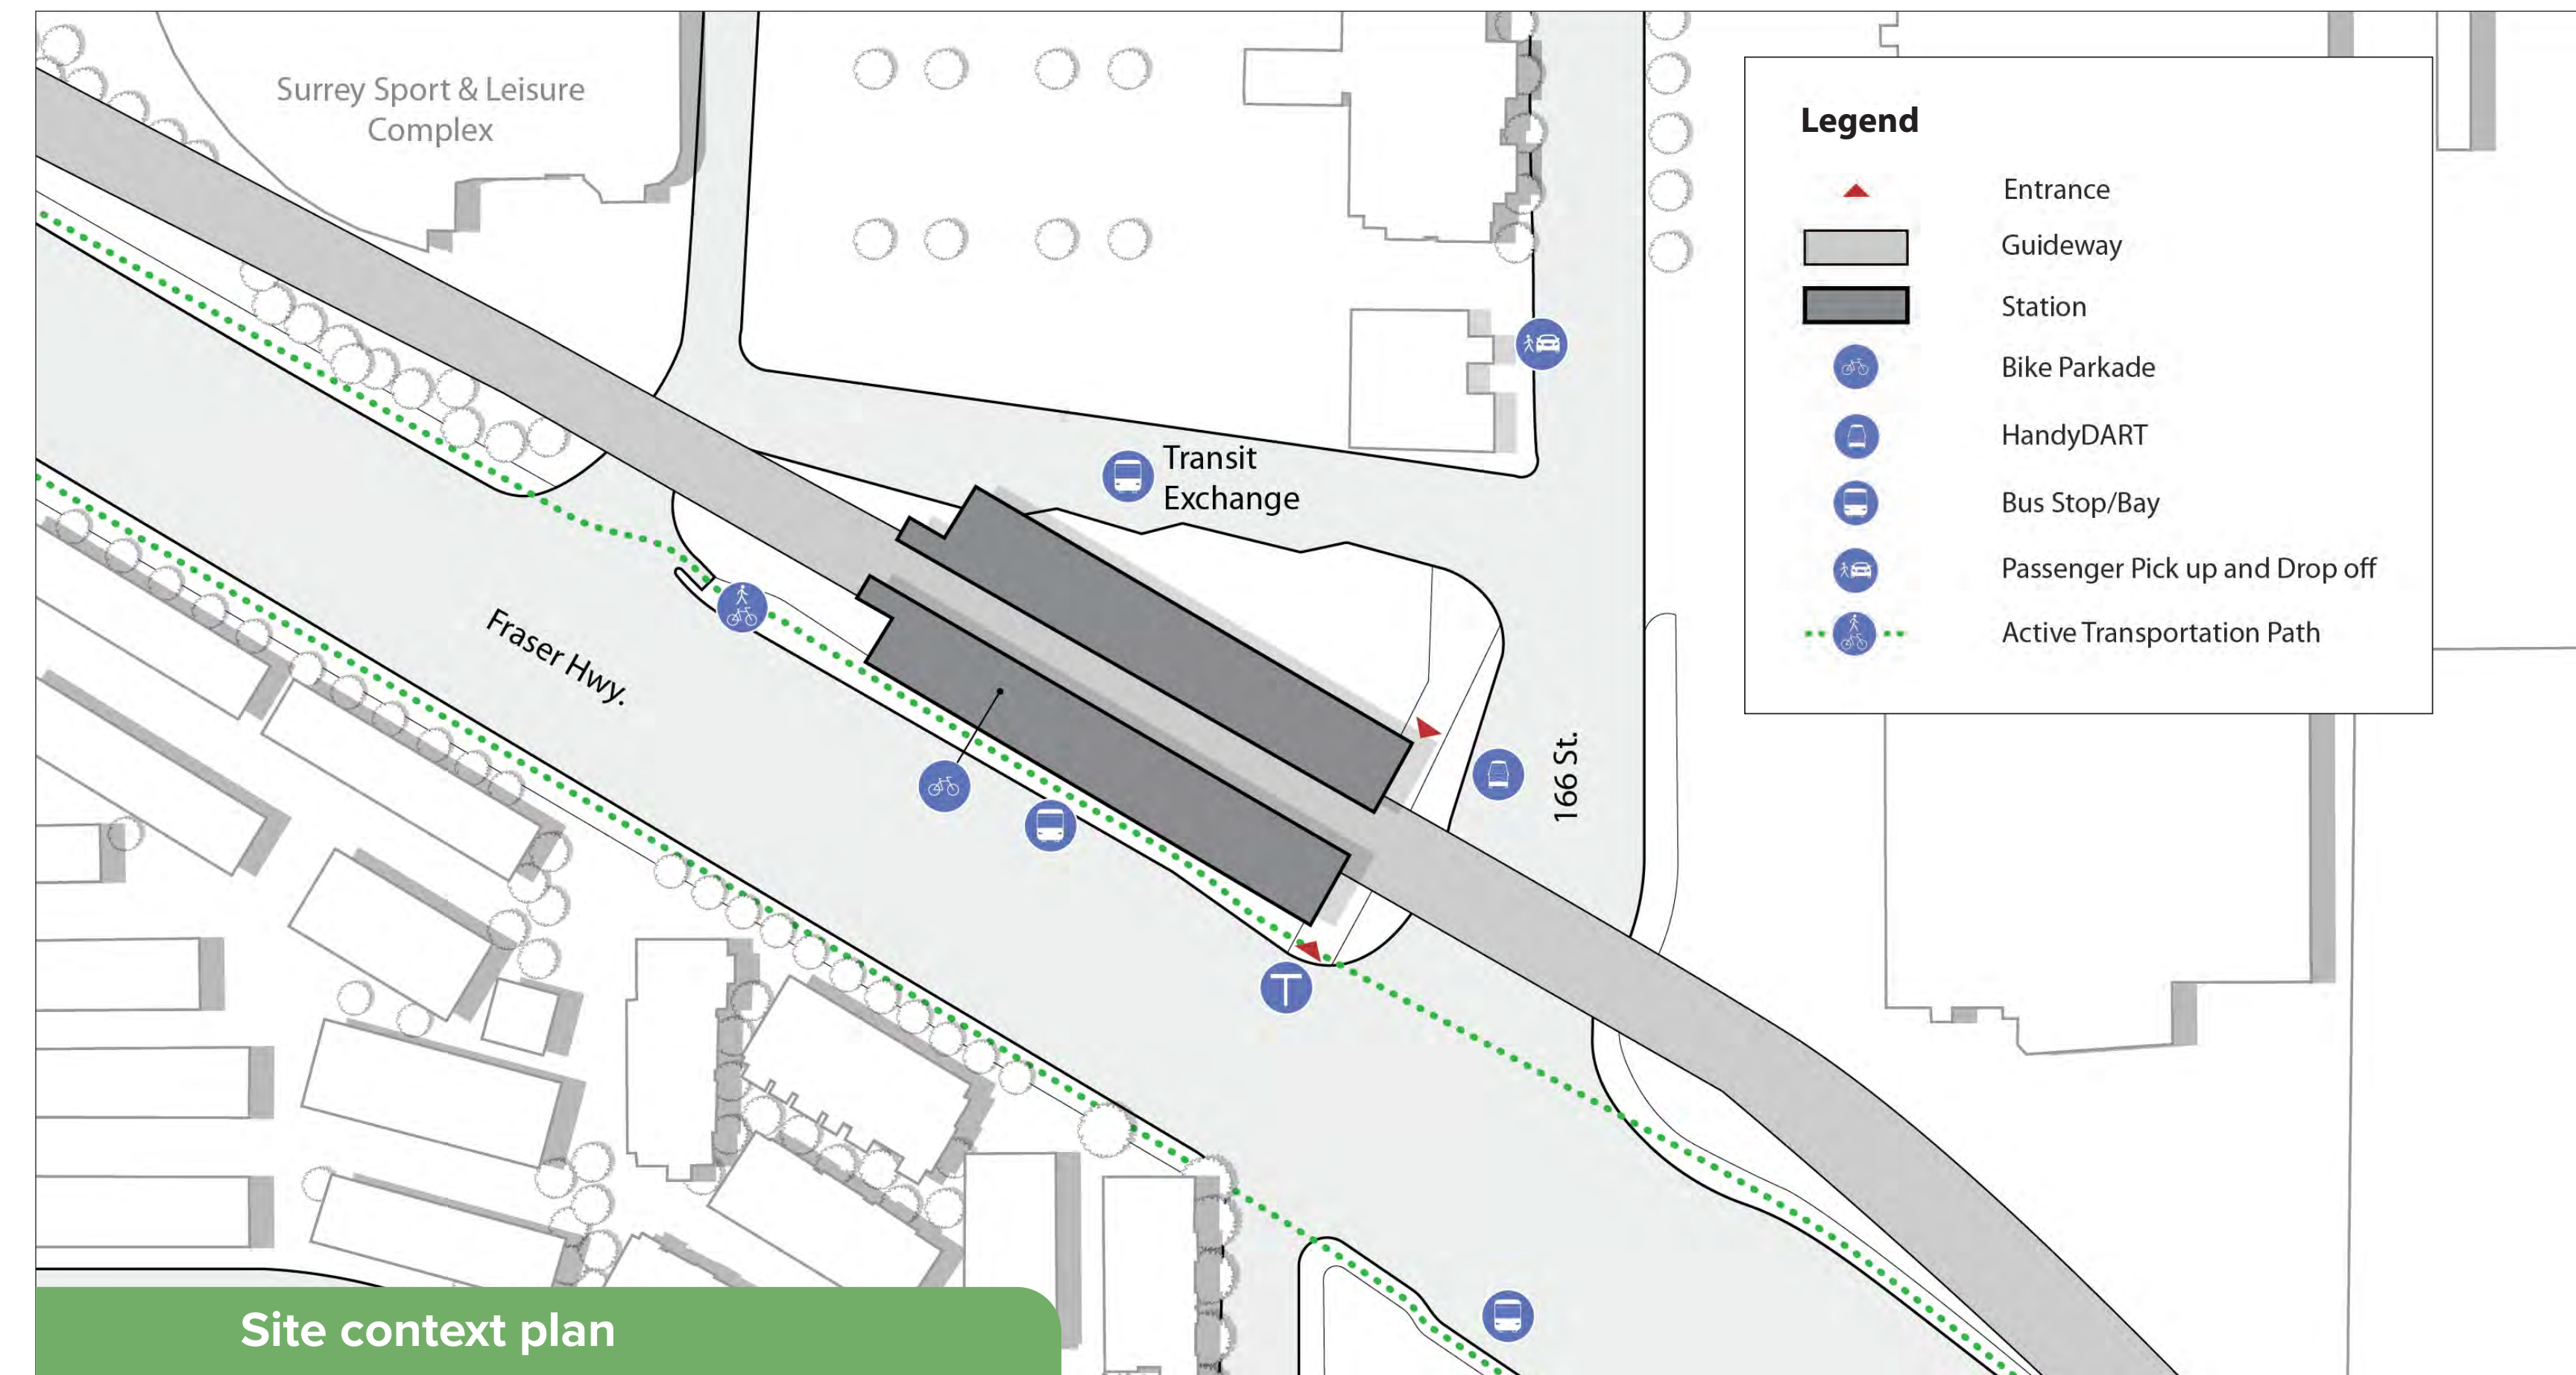 Surrey Sport & Leisure
Complex
Transit
Exchange
Fraser Hwy.
166 St.
T
Legend
Entrance
Guideway
Station
Bike Parkade
HandyDART
Bus Stop/Bay
Passenger Pick up and Drop off
Active Transportation Path
Site context plan